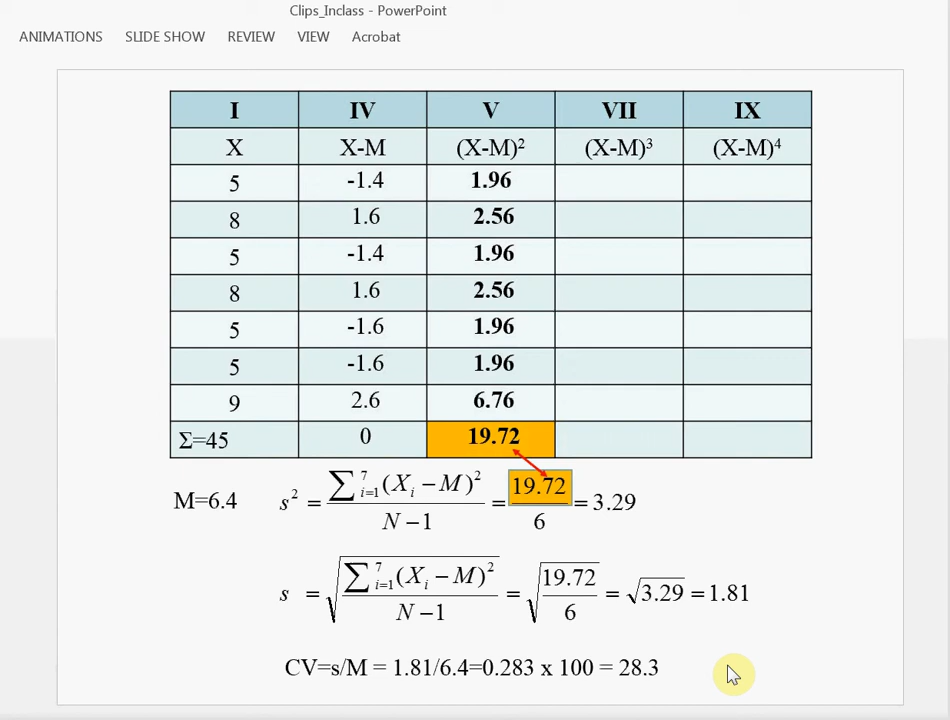 Clips_Inclass - PowerPoint
ANIMATIONS SLIDE SHOW REVIEW VIEW Acrobat
I IV V VII IX
X X-M (X-M)² (X-M)³ (X-M)⁴
5 -1.4 1.96
8 1.6 2.56
5 -1.4 1.96
8 1.6 2.56
5 -1.6 1.96
5 -1.6 1.96
9 2.6 6.76
Σ=45 0 19.72
M=6.4 s² = ∑⁷ᵢ₌₁(Xᵢ – M)² / N – 1 = 19.72 / 6 = 3.29
s = √(∑⁷ᵢ₌₁(Xᵢ – M)² / N – 1) = √(19.72 / 6) = √3.29 = 1.81
CV=s/M = 1.81/6.4=0.283 x 100 = 28.3